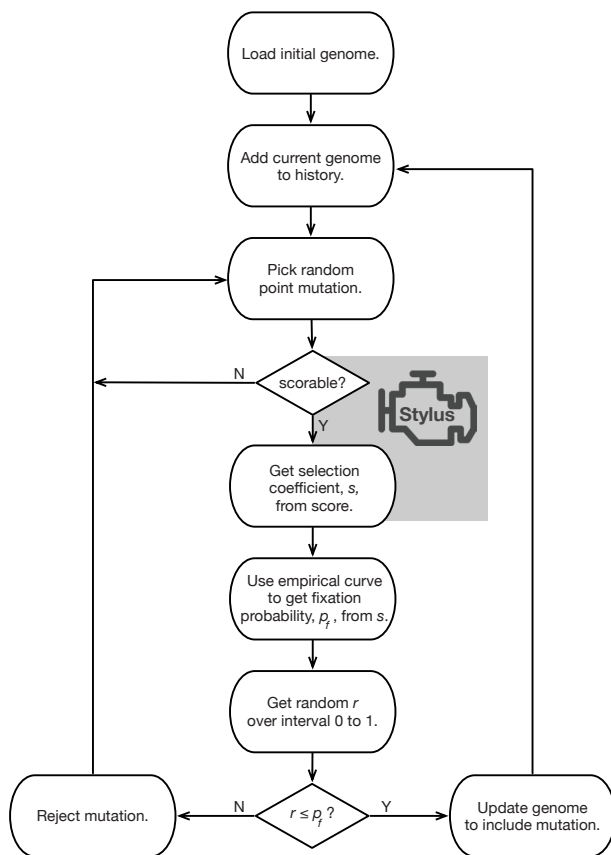 Load initial genome.
Add current genome
to history.
Pick random
point mutation.
N
scorable?
Stylus
Y
Get selection
coefficient, s,
from score.
Use empirical curve
to get fixation
probability, p_f, from s.
Get random r
over interval 0 to 1.
Reject mutation.
N
r ≤ p_f?
Y
Update genome
to include mutation.